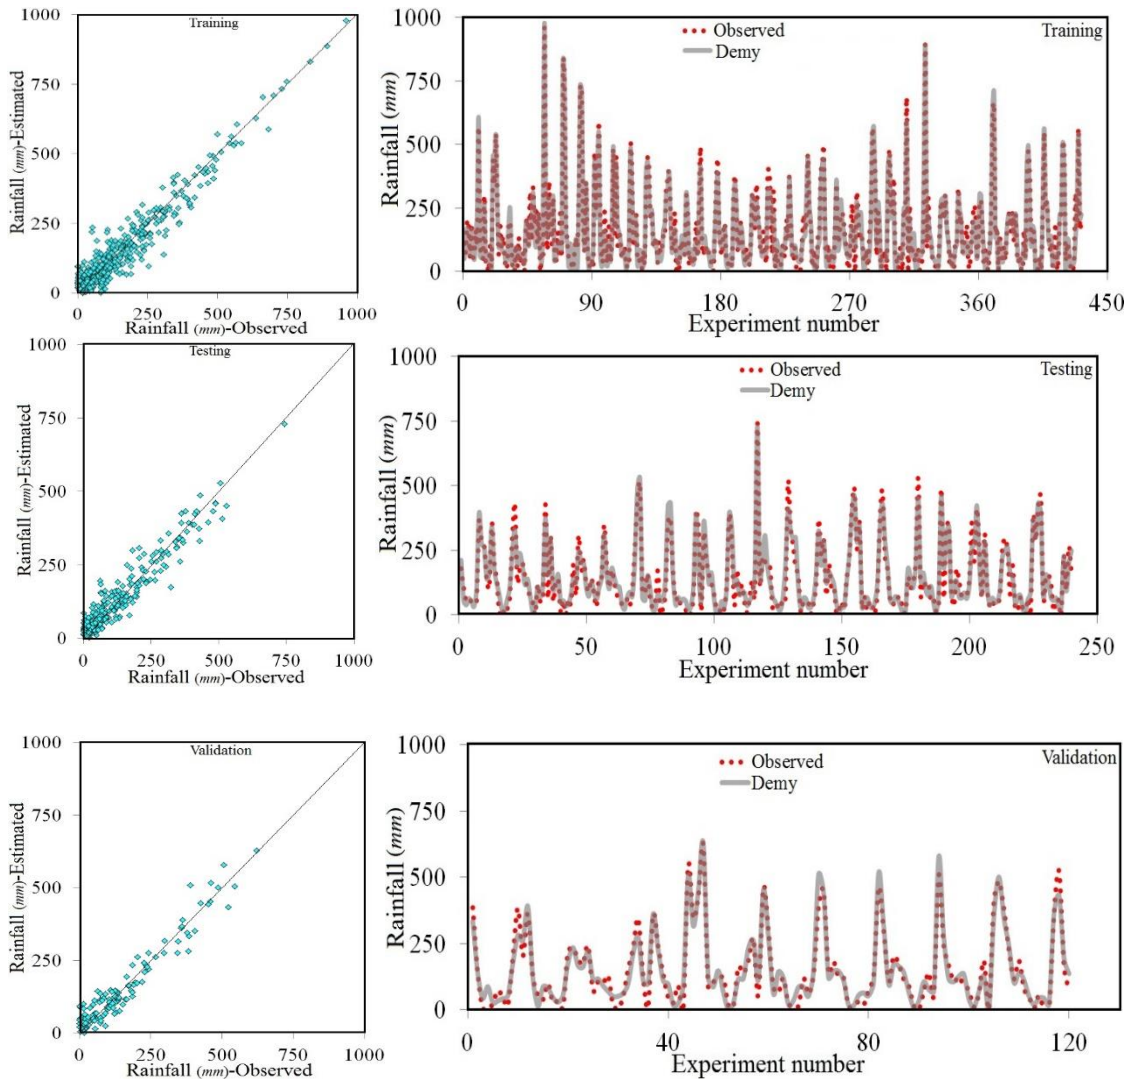 Training
1000
750
500
250
0
Rainfall (mm)-Estimated
0 250 500 750 1000
Rainfall (mm)-Observed
Observed
Demy
Training
1000
750
500
250
0
Rainfall (mm)
0 90 180 270 360 450
Experiment number
Testing
1000
750
500
250
0
Rainfall (mm)-Estimated
0 250 500 750 1000
Rainfall (mm)-Observed
Observed
Demy
Testing
1000
750
500
250
0
Rainfall (mm)
0 50 100 150 200 250
Experiment number
Validation
1000
750
500
250
0
Rainfall (mm)-Estimated
0 250 500 750 1000
Rainfall (mm)-Observed
Observed
Demy
Validation
1000
750
500
250
0
Rainfall (mm)
0 40 80 120
Experiment number